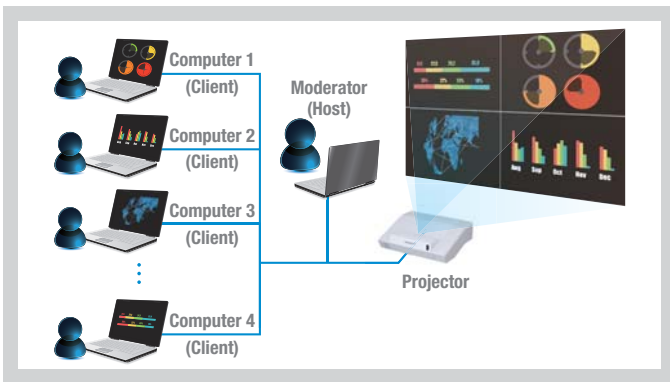 Computer 1
(Client)
Computer 2
(Client)
Computer 3
(Client)
Computer 4
(Client)
Moderator
(Host)
Projector
Aug Sep Oct Nov Dec